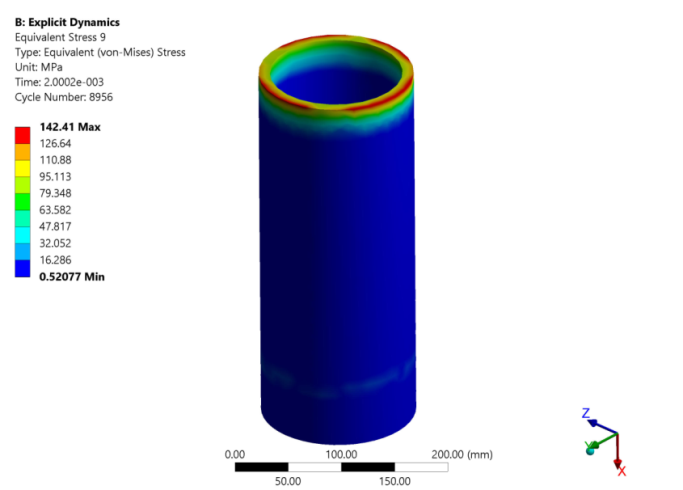 B: Explicit Dynamics
Equivalent Stress 9
Type: Equivalent (von-Mises) Stress
Unit: MPa
Time: 2.0002e-003
Cycle Number: 8956
142.41 Max
126.64
110.88
95.113
79.348
63.582
47.817
32.052
16.286
0.52077 Min
0.00 100.00 200.00 (mm)
50.00 150.00
Z
Y
X